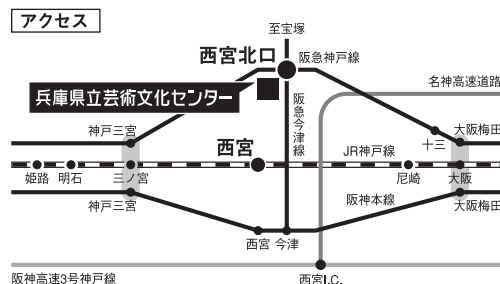 アクセス
至宝塚
西宮北口
阪急神戸線
兵庫県立芸術文化センター
阪急今津線
名神高速道路
神戸三宮
十三
大阪梅田
西宮
JR神戸線
姫路
明石
三ノ宮
尼崎
大阪
神戸三宮
阪神本線
大阪梅田
西宮
今津
阪高速3号神戸線
西宮I.C.